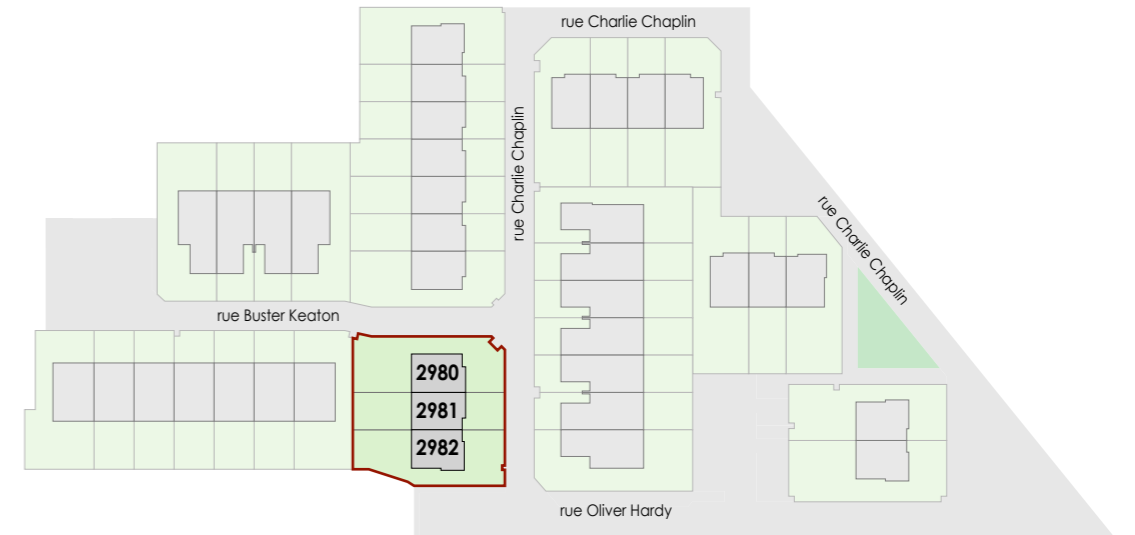 rue Charlie Chaplin
rue Charlie Chaplin
rue Charlie Chaplin
rue Buster Keaton
2980
2981
2982
rue Oliver Hardy